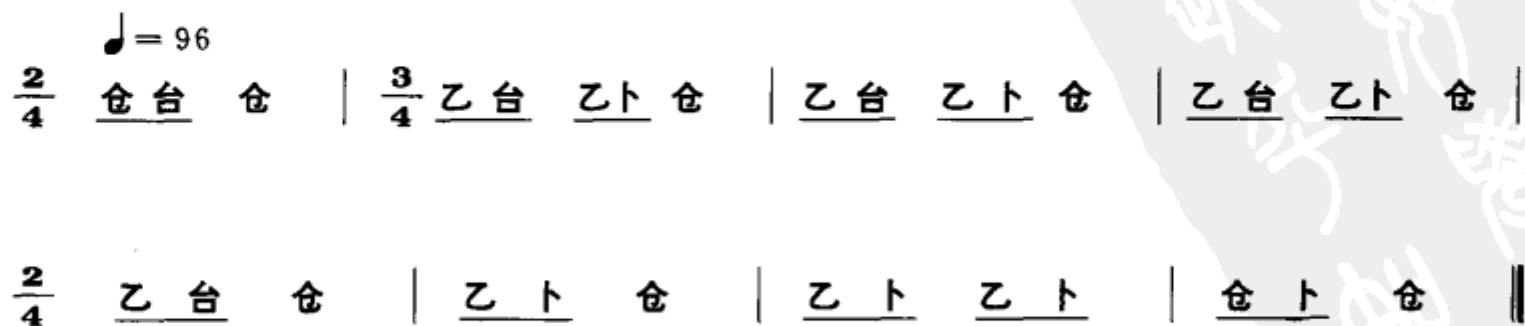 ♩= 96
2/4 仓台 仓 | 3/4 乙台 乙卜 仓 | 乙台 乙卜 仓 | 乙台 乙卜 仓 |
2/4 乙台 仓 | 乙卜 仓 | 乙卜 乙卜 | 仓卜 仓 ‖